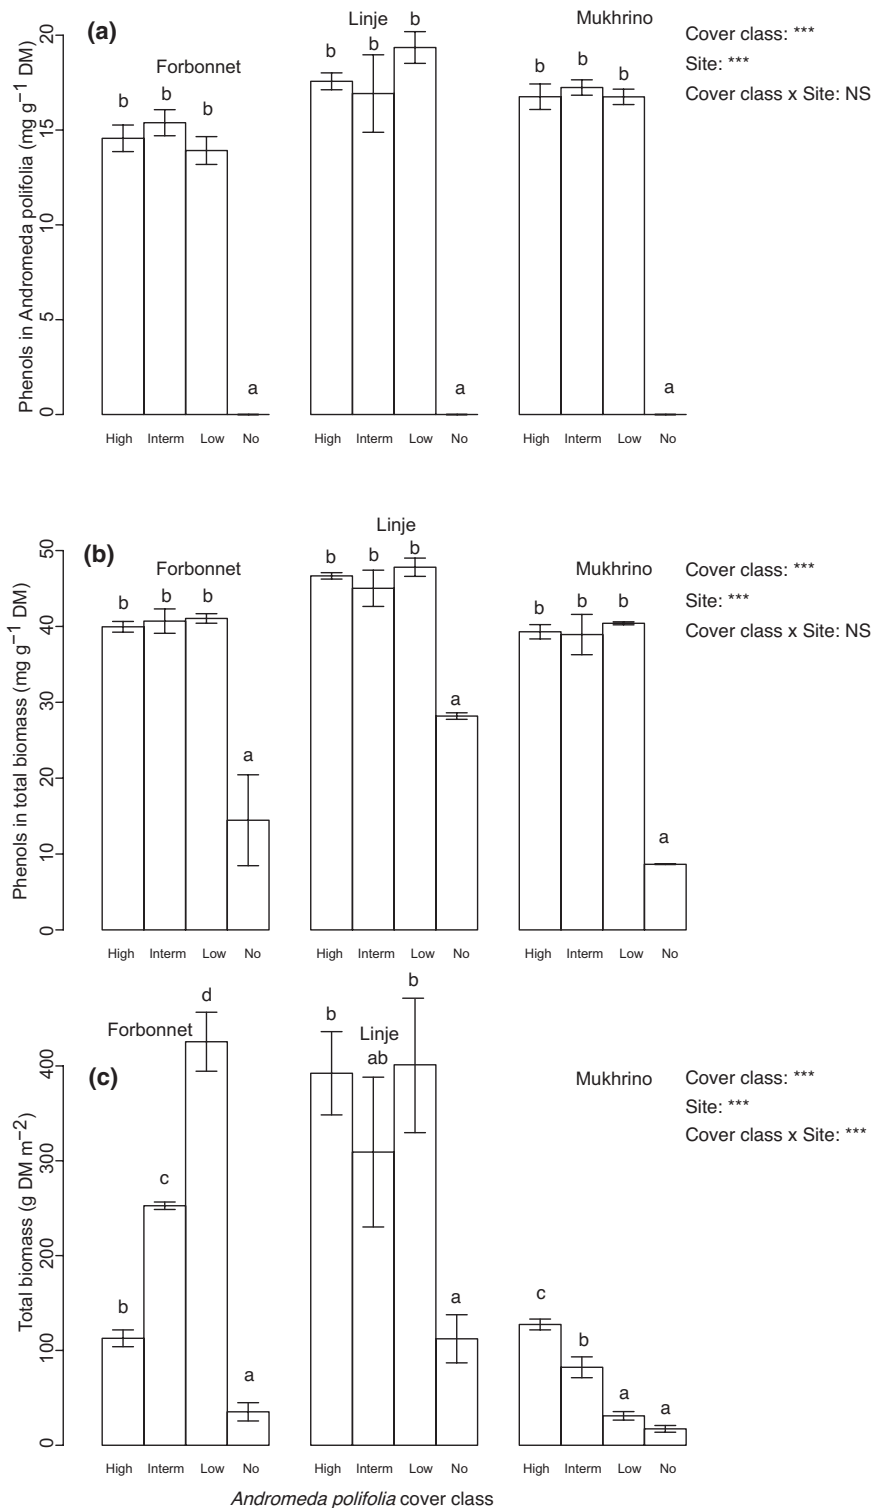 (a)
Linje
Mukhrino
Forbonnet
Cover class: ***
Site: ***
Cover class x Site: NS
Phenols in Andromeda polifolia (mg g−1 DM)
20
15
10
5
0
b b b a
b b b a
b b b a
High Interm Low No
High Interm Low No
High Interm Low No
(b)
Linje
Forbonnet
Mukhrino
Cover class: ***
Site: ***
Cover class x Site: NS
Phenols in total biomass (mg g−1 DM)
50
40
30
20
10
0
b b b a
b b b a
b b b a
High Interm Low No
High Interm Low No
High Interm Low No
(c)
Forbonnet
Linje
Mukhrino
Cover class: ***
Site: ***
Cover class x Site: ***
Total biomass (g DM m−2)
400
300
200
100
0
b c d a
b ab b a
c b a a
High Interm Low No
High Interm Low No
High Interm Low No
Andromeda polifolia cover class